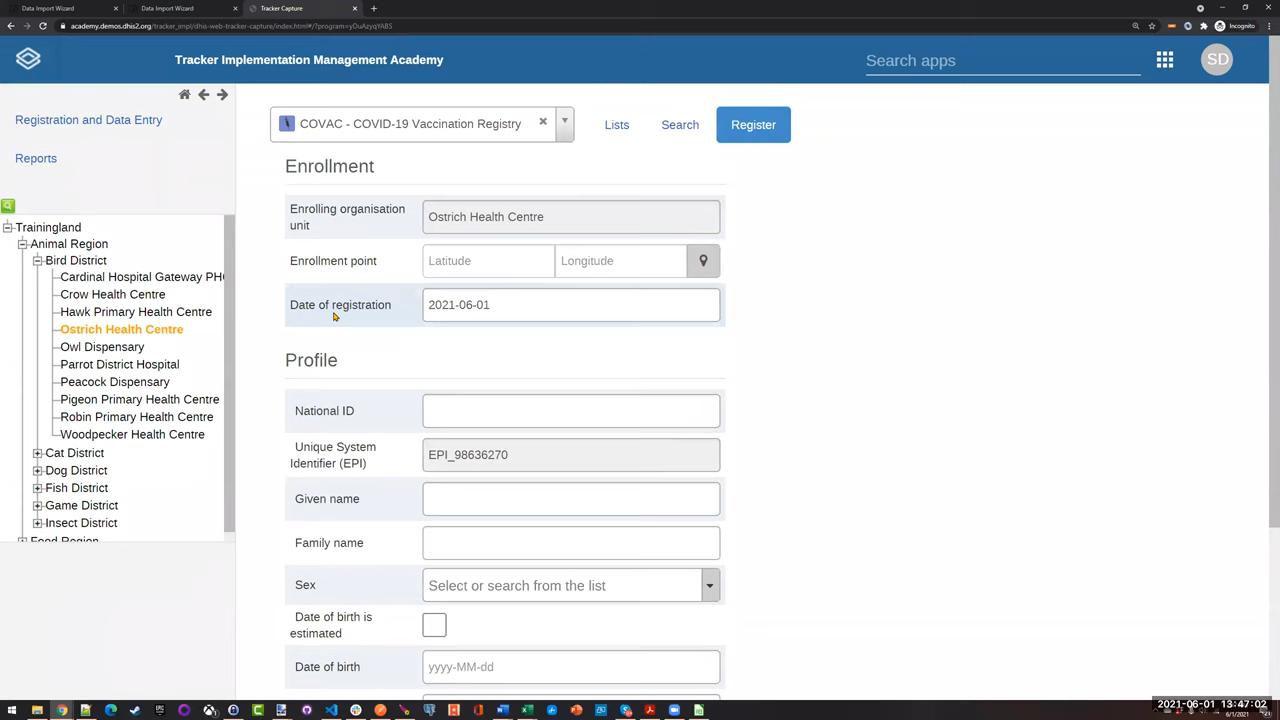 Data Import Wizard
Data Import Wizard
Tracker Capture
academy.demos.dhis2.org/tracker_impl/dhis-web-tracker-capture/index.html#/?program=yDuAzyqYABS
Incognito
Tracker Implementation Management Academy
Search apps
SD
Registration and Data Entry
Reports
COVAC - COVID-19 Vaccination Registry
Lists
Search
Register
Trainingland
Animal Region
Bird District
Cardinal Hospital Gateway PH
Crow Health Centre
Hawk Primary Health Centre
Ostrich Health Centre
Owl Dispensary
Parrot District Hospital
Peacock Dispensary
Pigeon Primary Health Centre
Robin Primary Health Centre
Woodpecker Health Centre
Cat District
Dog District
Fish District
Game District
Insect District
Food Region
Enrollment
Enrolling organisation
unit
Ostrich Health Centre
Enrollment point
Latitude
Longitude
Date of registration
2021-06-01
Profile
National ID
Unique System
Identifier (EPI)
EPI_98636270
Given name
Family name
Sex
Select or search from the list
Date of birth is
estimated
Date of birth
yyyy-MM-dd
2021-06-01 13:47:02
6/1/2021